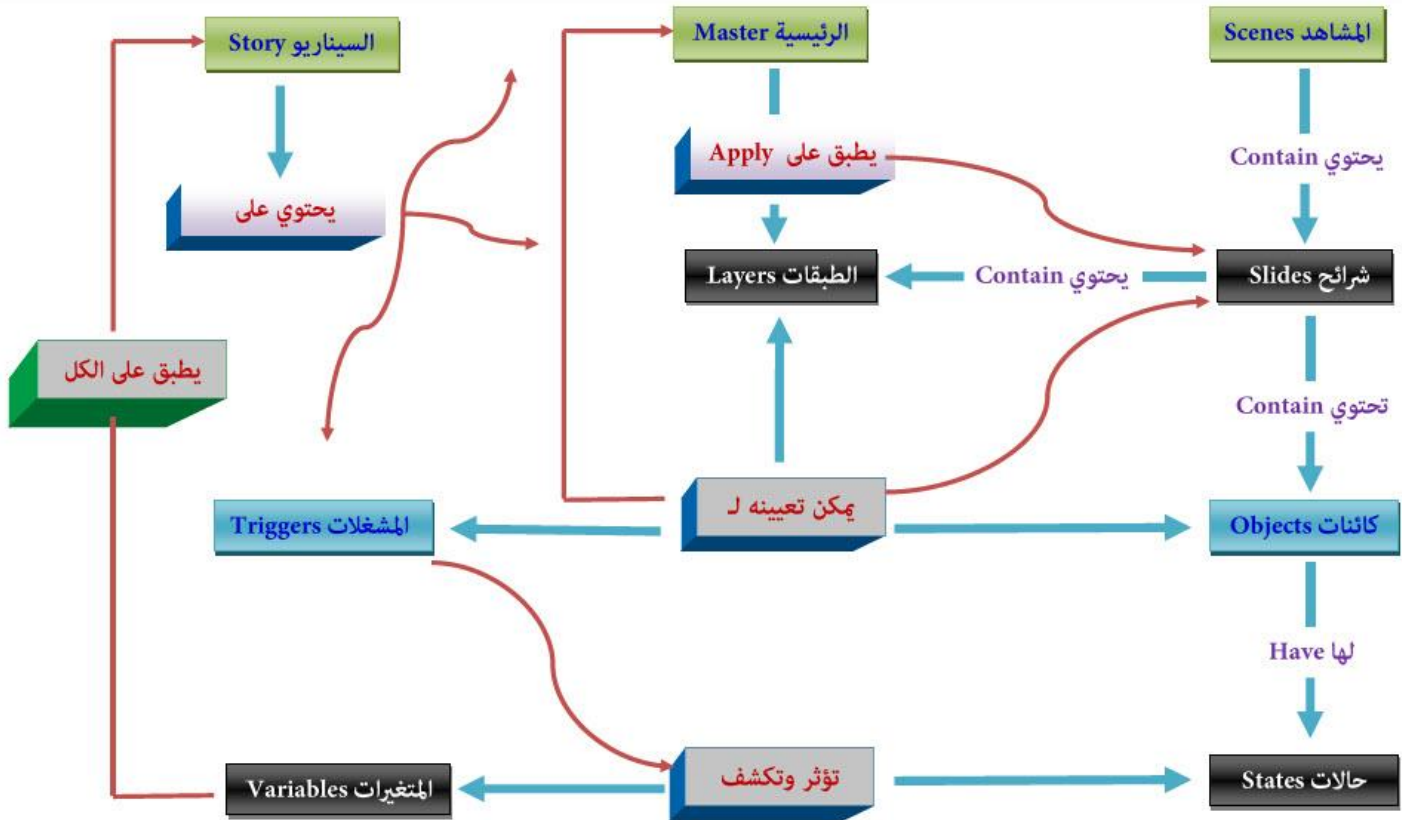 السيناريو Story
الرئيسية Master
المشاهد Scenes
يطبق على Apply
يحتوي Contain
يحتوي على
الطبقات Layers
يحتوي Contain
شرائح Slides
يطبق على الكل
تحتوي Contain
يمكن تعيينه لـ
المشغلات Triggers
كائنات Objects
لها Have
المتغيرات Variables
تؤثر وتكشف
حالات States